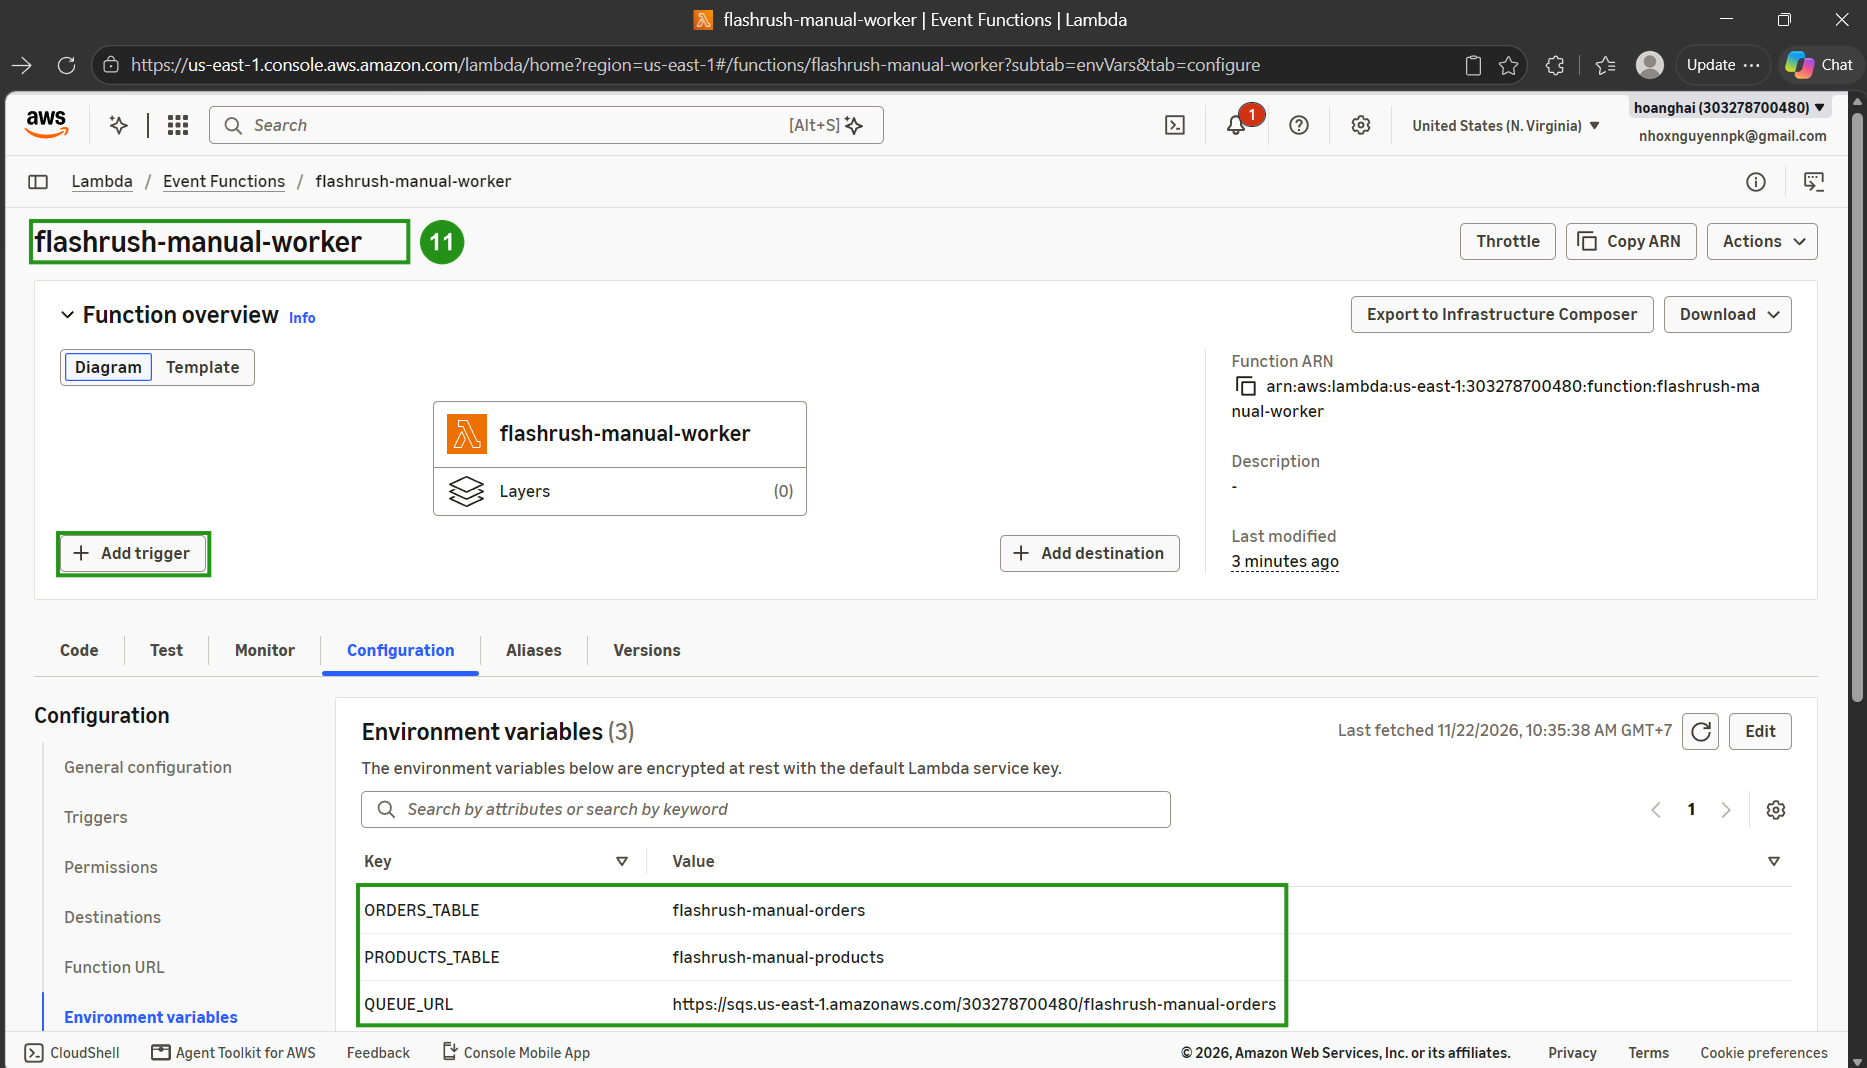 flashrush-manual-worker | Event Functions | Lambda
https://us-east-1.console.aws.amazon.com/lambda/home?region=us-east-1#/functions/flashrush-manual-worker?subtab=envVars&tab=configure
Update
Chat
aws
Search
[Alt+S]
1
United States (N. Virginia)
hoanghai (303278700480)
nhoxnguyennpk@gmail.com
Lambda / Event Functions / flashrush-manual-worker
flashrush-manual-worker
11
Throttle
Copy ARN
Actions
Function overview Info
Export to Infrastructure Composer
Download
Diagram
Template
flashrush-manual-worker
Layers
(0)
+ Add trigger
+ Add destination
Function ARN
arn:aws:lambda:us-east-1:303278700480:function:flashrush-ma
nual-worker
Description
-
Last modified
3 minutes ago
Code
Test
Monitor
Configuration
Aliases
Versions
Configuration
General configuration
Triggers
Permissions
Destinations
Function URL
Environment variables
Environment variables (3)
Last fetched 11/22/2026, 10:35:38 AM GMT+7
Edit
The environment variables below are encrypted at rest with the default Lambda service key.
Search by attributes or search by keyword
1
Key
Value
ORDERS_TABLE
flashrush-manual-orders
PRODUCTS_TABLE
flashrush-manual-products
QUEUE_URL
https://sqs.us-east-1.amazonaws.com/303278700480/flashrush-manual-orders
CloudShell
Agent Toolkit for AWS
Feedback
Console Mobile App
© 2026, Amazon Web Services, Inc. or its affiliates.
Privacy
Terms
Cookie preferences